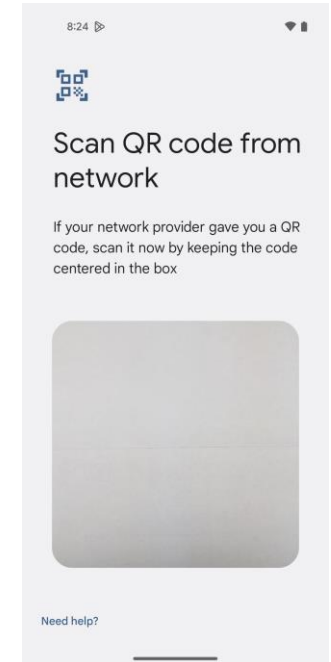 8:24
Scan QR code from
network
If your network provider gave you a QR
code, scan it now by keeping the code
centered in the box
Need help?